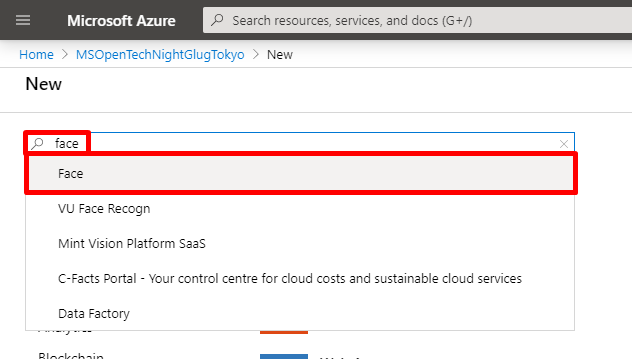 Microsoft Azure
Search resources, services, and docs (G+/)
Home > MSOpenTechNightGlugTokyo > New
New
face
Face
VU Face Recogn
Mint Vision Platform SaaS
C-Facts Portal - Your control centre for cloud costs and sustainable cloud services
Data Factory
Analytics
Blockchain